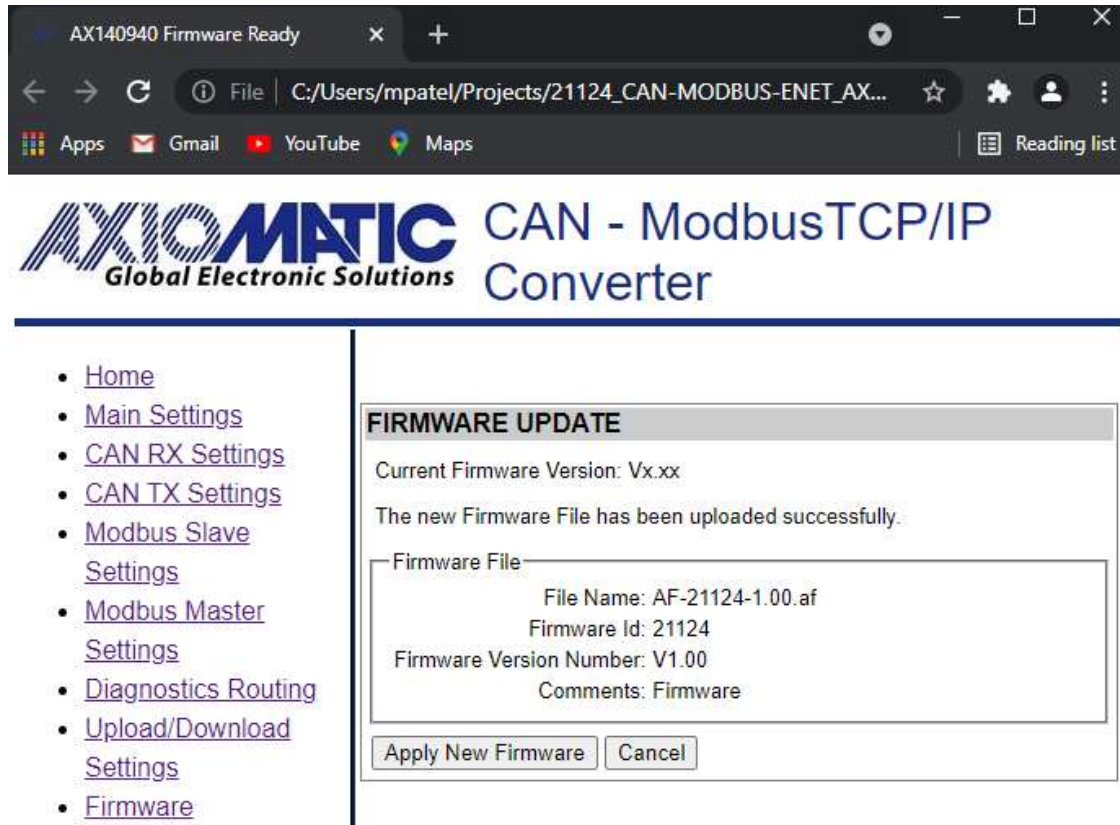 AX140940 Firmware Ready
File | C:/Users/mpatel/Projects/21124_CAN-MODBUS-ENET_AX...
Apps Gmail YouTube Maps Reading list
AXIOMATIC
Global Electronic Solutions
CAN - ModbusTCP/IP
Converter
• Home
• Main Settings
• CAN RX Settings
• CAN TX Settings
• Modbus Slave
Settings
• Modbus Master
Settings
• Diagnostics Routing
• Upload/Download
Settings
• Firmware
FIRMWARE UPDATE
Current Firmware Version: Vx.xx
The new Firmware File has been uploaded successfully.
Firmware File
File Name: AF-21124-1.00.af
Firmware Id: 21124
Firmware Version Number: V1.00
Comments: Firmware
Apply New Firmware Cancel